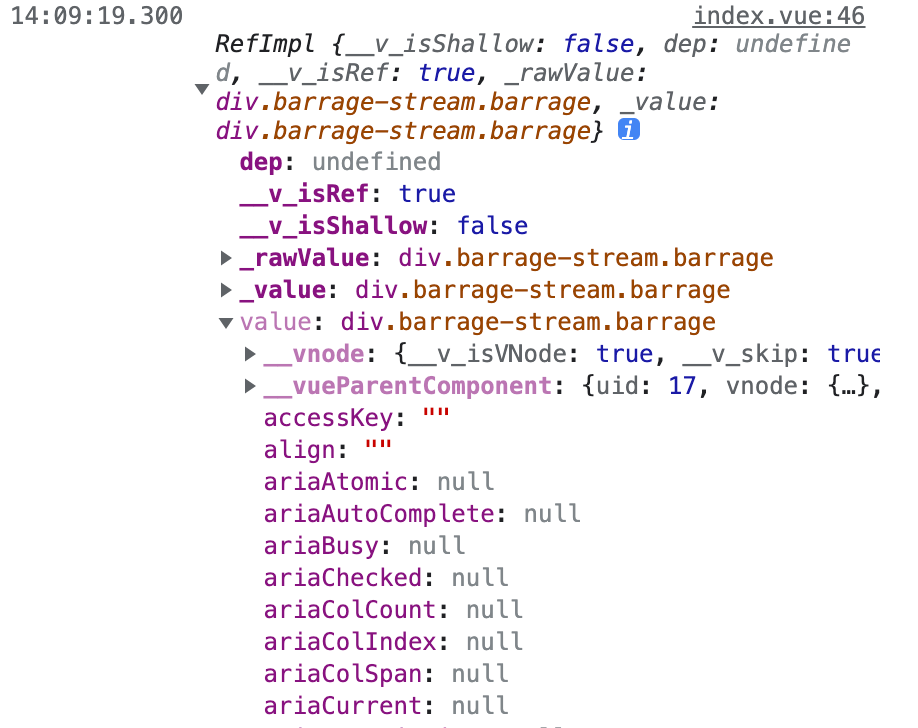 14:09:19.300 index.vue:46
RefImpl {__v_isShallow: false, dep: undefine
d, __v_isRef: true, _rawValue:
div.barrage-stream.barrage, _value:
div.barrage-stream.barrage} i
dep: undefined
__v_isRef: true
__v_isShallow: false
_rawValue: div.barrage-stream.barrage
_value: div.barrage-stream.barrage
value: div.barrage-stream.barrage
__vnode: {__v_isVNode: true, __v_skip: true
__vueParentComponent: {uid: 17, vnode: {…},
accessKey: ""
align: ""
ariaAtomic: null
ariaAutoComplete: null
ariaBusy: null
ariaChecked: null
ariaColCount: null
ariaColIndex: null
ariaColSpan: null
ariaCurrent: null